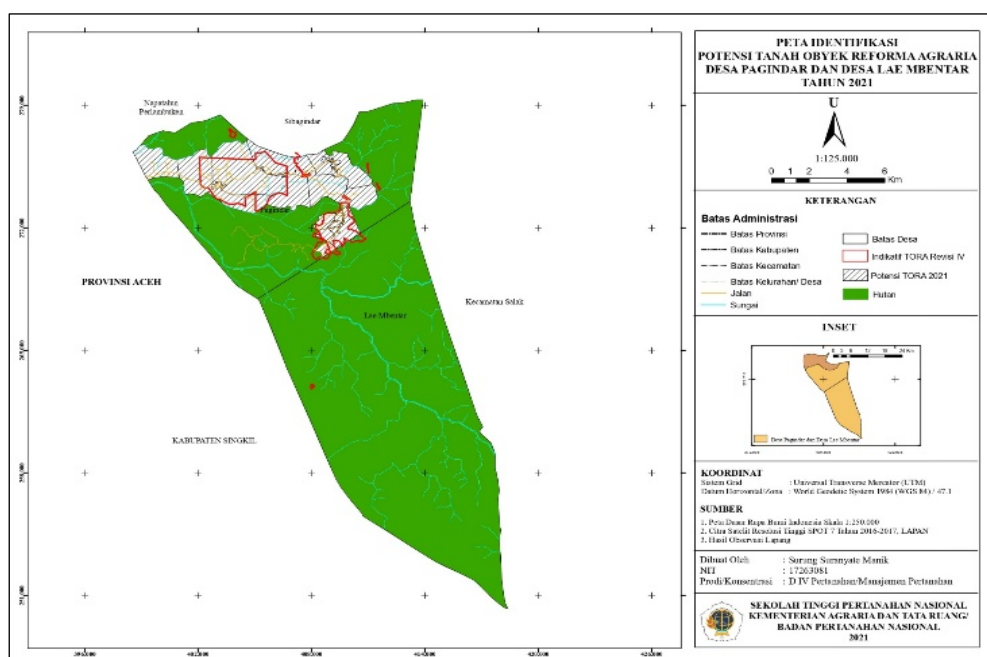 PETA IDENTIFIKASI
POTENSI TANAH OBYEK REFORMA AGRARIA
DESA PAGINDAR DAN DESA LAE MBENTAR
TAHUN 2021
U
1:125.000
0 1 2 4 6
Km
KETERANGAN
Batas Administrasi
Batas Provinsi
Batas Kabupaten
Batas Kecamatan
Batas Kelurahan/ Desa
Jalan
Sungai
Batas Desa
Indikatif TORA Revisi IV
Potensi TORA 2021
Hutan
INSET
Desa Pagindar dan Desa Lae Mbentar
KOORDINAT
Sistem Grid : Universal Transverse Mercator (UTM)
Datum Horizontal/Zona : World Geodetic System 1984 (WGS 84) / 47.1
SUMBER
1. Peta Dasar Rupa Bumi Indonesia Skala 1:250.000
2. Citra Satelit Resolusi Tinggi SPOT 7 Tahun 2016-2017, LAPAN
3. Hasil Observasi Lapang
Dibuat Oleh : Surung Suranyate Manik
NIT : 17263081
Prodi/Konsentrasi : D IV Pertanahan/Manajemen Pertanahan
SEKOLAH TINGGI PERTANAHAN NASIONAL
KEMENTERIAN AGRARIA DAN TATA RUANG/
BADAN PERTANAHAN NASIONAL
2021
Sibagindar
Pagindar
PROVINSI ACEH
Kecamatan Salak
Lae Mbentar
KABUPATEN SINGKIL